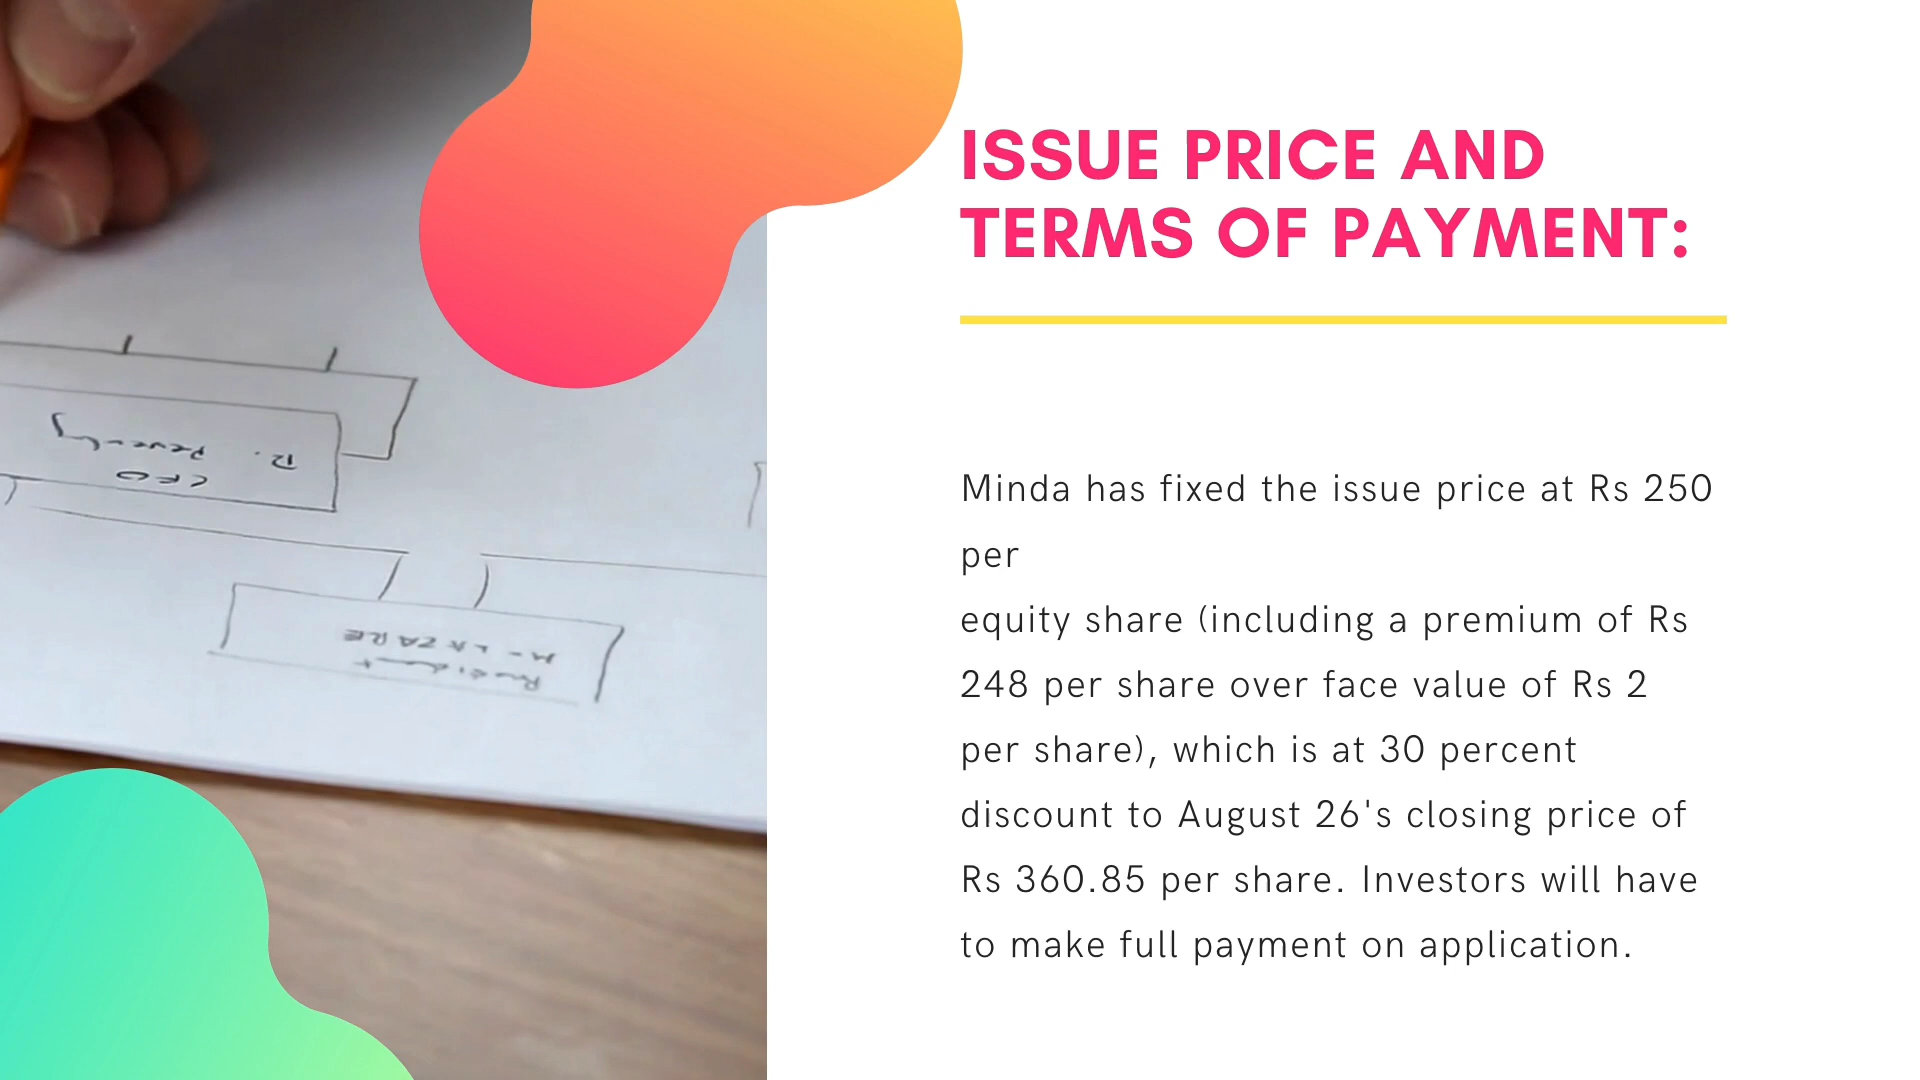 ISSUE PRICE AND
TERMS OF PAYMENT:
Minda has fixed the issue price at Rs 250
per
equity share (including a premium of Rs
248 per share over face value of Rs 2
per share), which is at 30 percent
discount to August 26's closing price of
Rs 360.85 per share. Investors will have
to make full payment on application.
CFO
R.
President